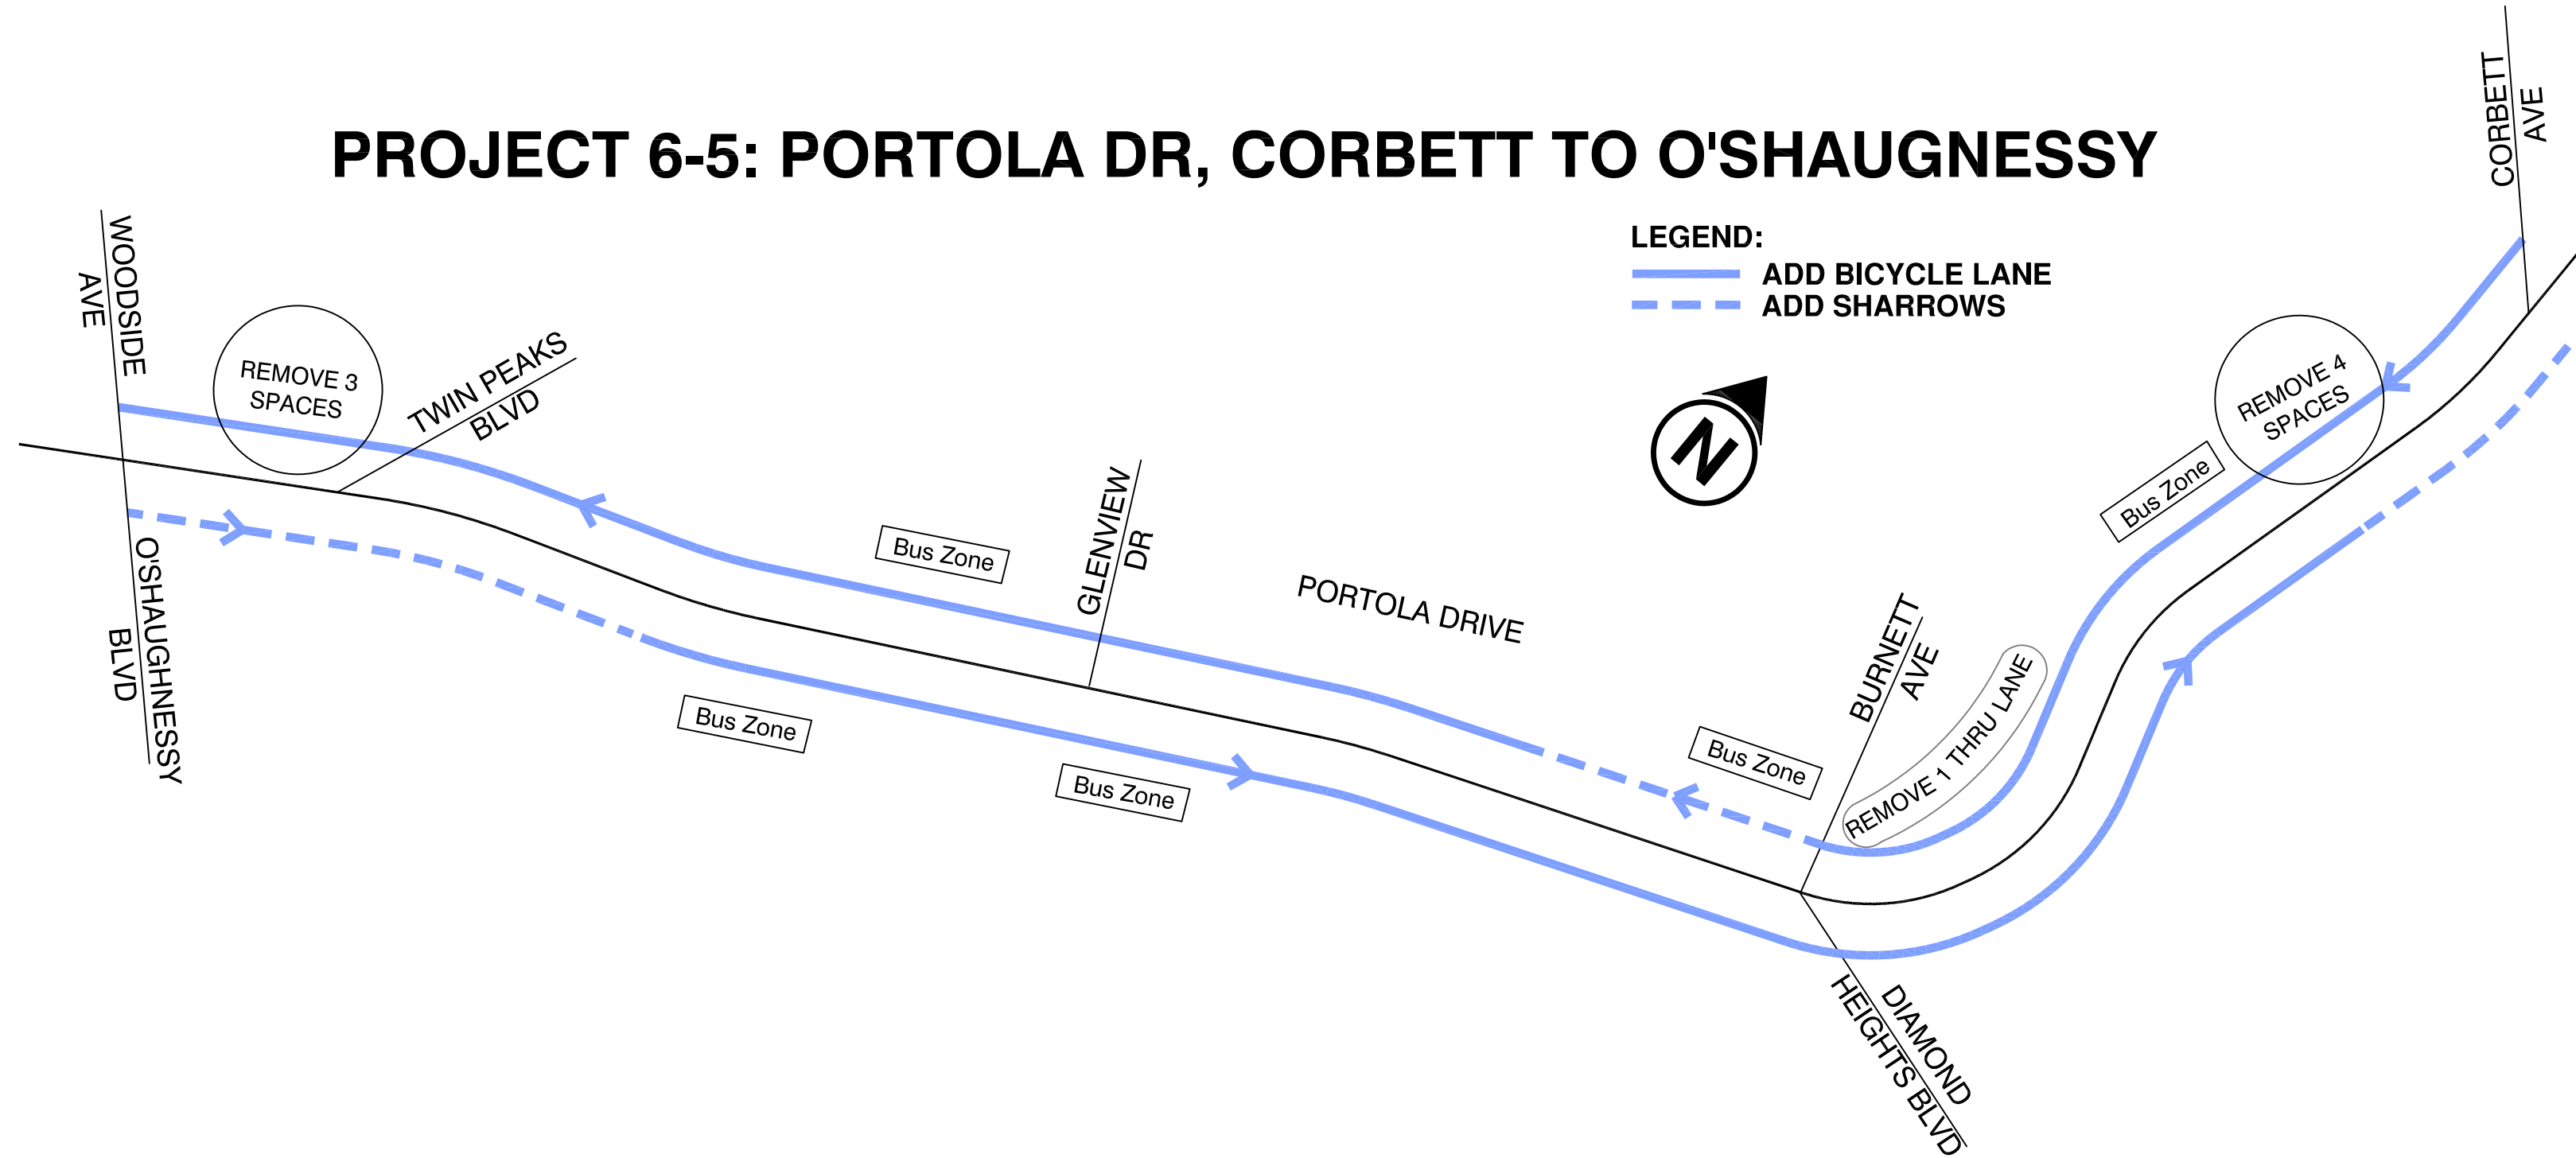 PROJECT 6-5: PORTOLA DR, CORBETT TO O'SHAUGNESSY
CORBETT
AVE
LEGEND:
ADD BICYCLE LANE
ADD SHARROWS
WOODSIDE
AVE
REMOVE 3
SPACES
TWIN PEAKS
BLVD
N
REMOVE 4
SPACES
Bus Zone
Bus Zone
GLENVIEW
DR
PORTOLA DRIVE
O'SHAUGHNESSY
BLVD
BURNETT
AVE
REMOVE 1 THRU LANE
Bus Zone
Bus Zone
Bus Zone
DIAMOND
HEIGHTS BLVD